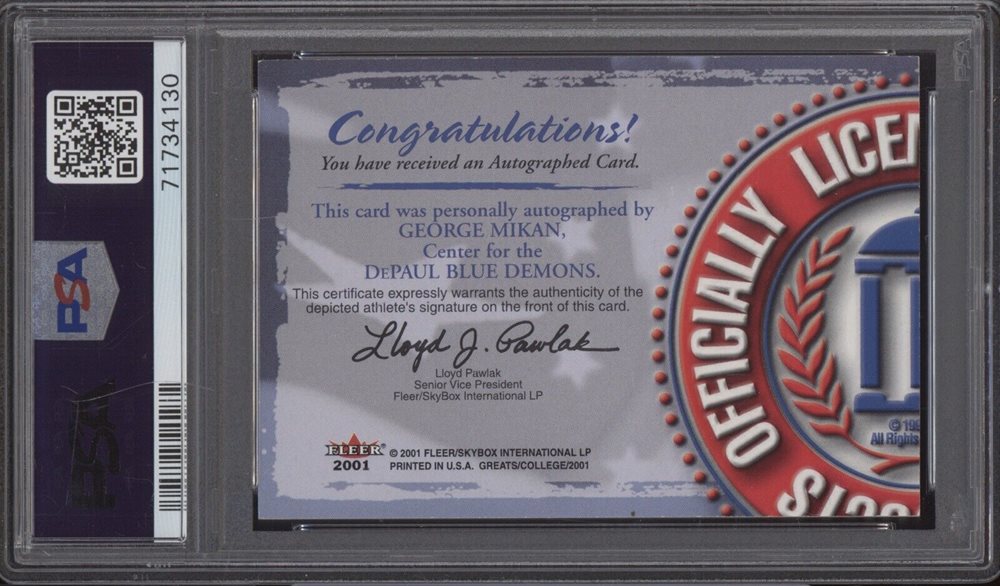 71734130
PSA
PSA
Congratulations!
You have received an Autographed Card.
This card was personally autographed by
GEORGE MIKAN,
Center for the
DEPAUL BLUE DEMONS.
This certificate expressly warrants the authenticity of the
depicted athlete's signature on the front of this card.
Lloyd J. Pawlak
Lloyd Pawlak
Senior Vice President
Fleer/SkyBox International LP
FLEER
2001
© 2001 FLEER/SKYBOX INTERNATIONAL LP
PRINTED IN U.S.A. GREATS/COLLEGE/2001
OFFICIALLY LICEN
© 199
All Rights